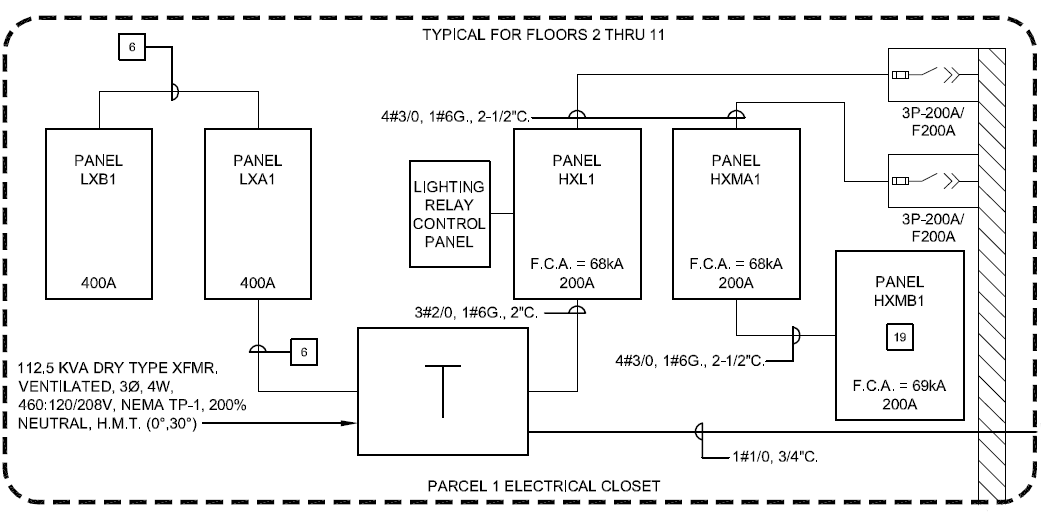 TYPICAL FOR FLOORS 2 THRU 11
6
4#3/0, 1#6G., 2-1/2"C.
3P-200A/
F200A
PANEL
LXB1
400A
PANEL
LXA1
400A
LIGHTING
RELAY
CONTROL
PANEL
PANEL
HXL1
F.C.A. = 68kA
200A
PANEL
HXMA1
F.C.A. = 68kA
200A
3P-200A/
F200A
PANEL
HXMB1
19
F.C.A. = 69kA
200A
3#2/0, 1#6G., 2"C.
6
4#3/0, 1#6G., 2-1/2"C.
112.5 KVA DRY TYPE XFMR,
VENTILATED, 3Ø, 4W,
460:120/208V, NEMA TP-1, 200%
NEUTRAL, H.M.T. (0°,30°)
T
1#1/0, 3/4"C.
PARCEL 1 ELECTRICAL CLOSET